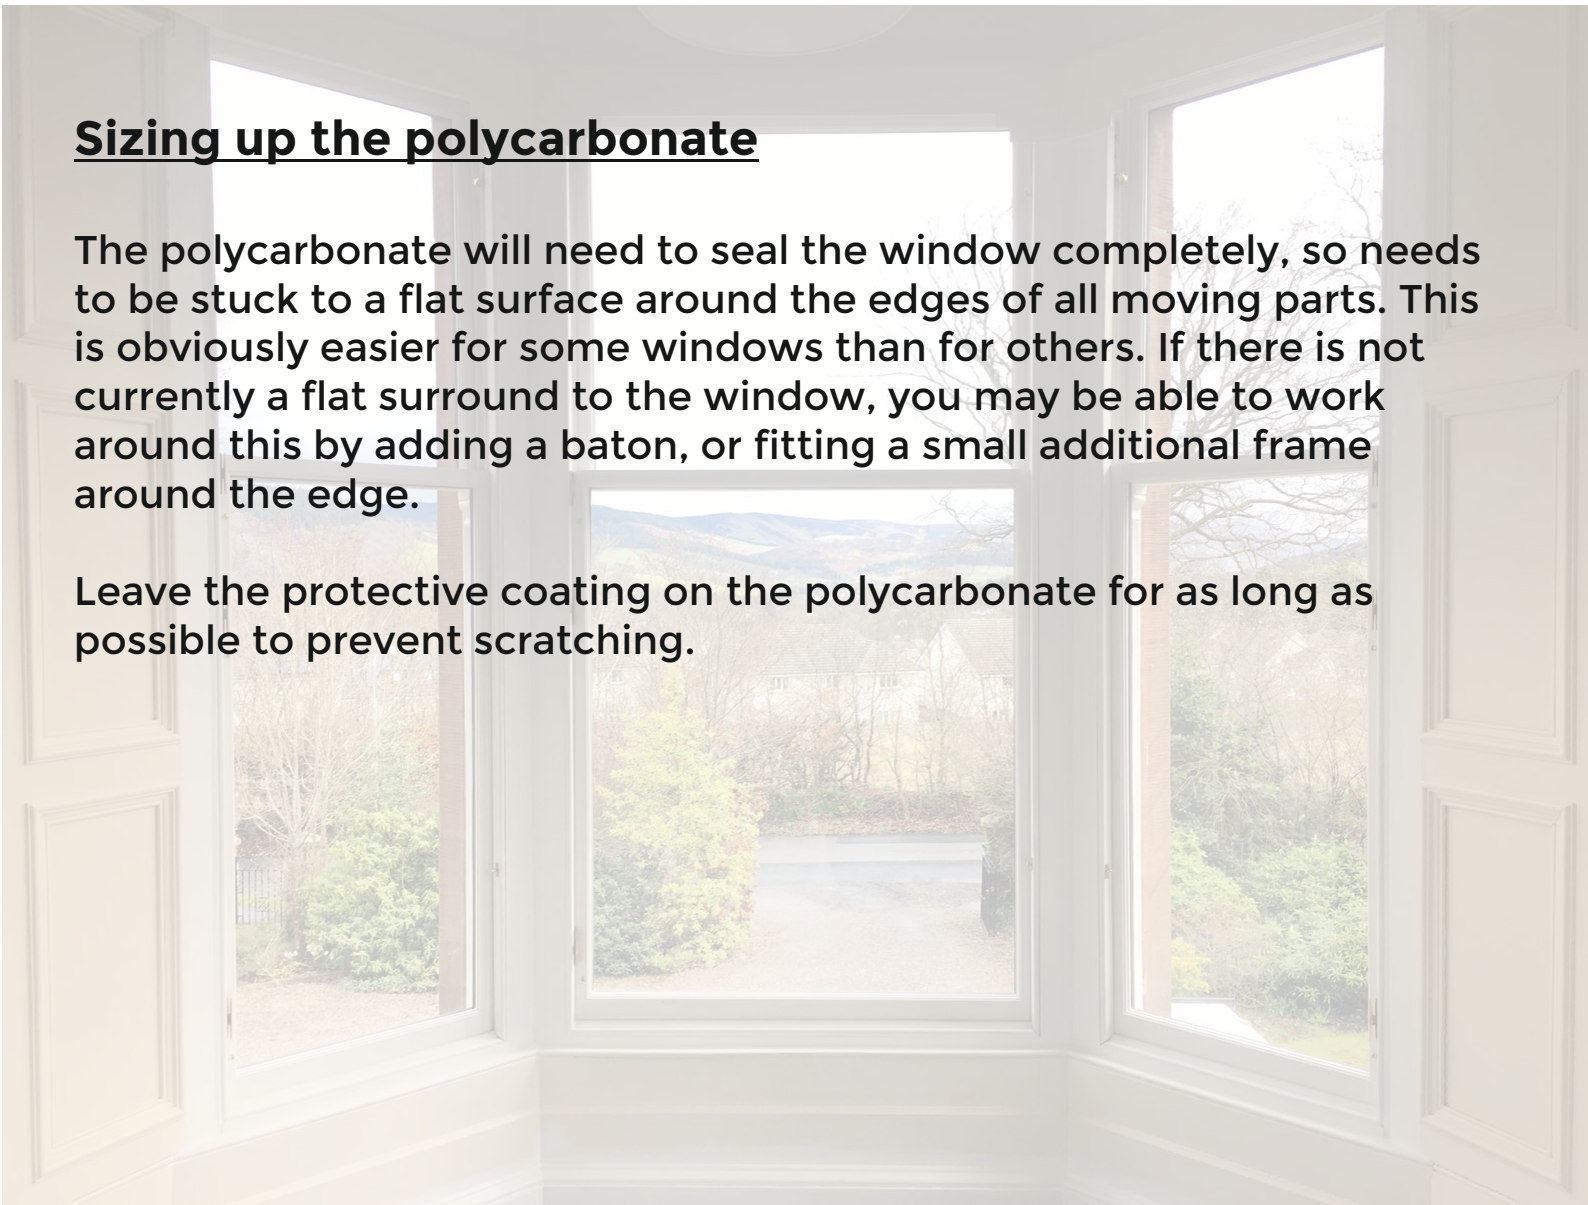 Sizing up the polycarbonate
The polycarbonate will need to seal the window completely, so needs
to be stuck to a flat surface around the edges of all moving parts. This
is obviously easier for some windows than for others. If there is not
currently a flat surround to the window, you may be able to work
around this by adding a baton, or fitting a small additional frame
around the edge.
Leave the protective coating on the polycarbonate for as long as
possible to prevent scratching.